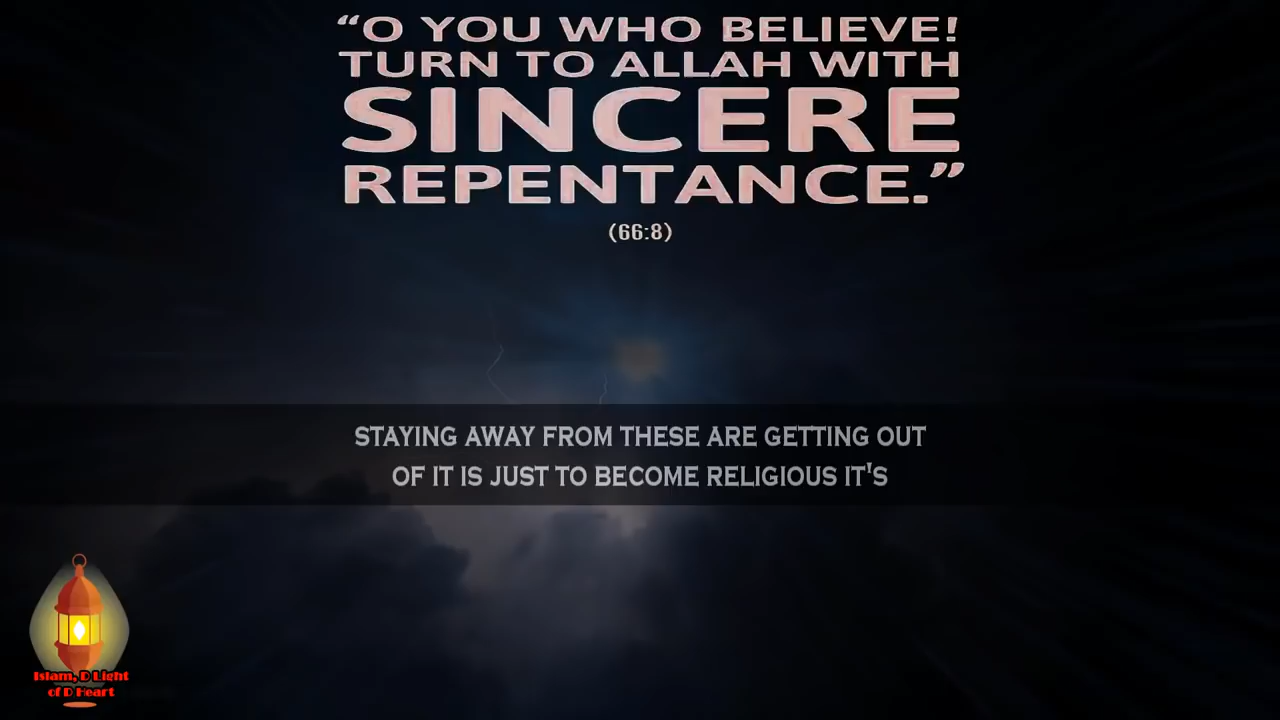 “O YOU WHO BELIEVE!
TURN TO ALLAH WITH
SINCERE
REPENTANCE.”
(66:8)
STAYING AWAY FROM THESE ARE GETTING OUT
OF IT IS JUST TO BECOME RELIGIOUS IT'S
Islam, D Light
of D Heart